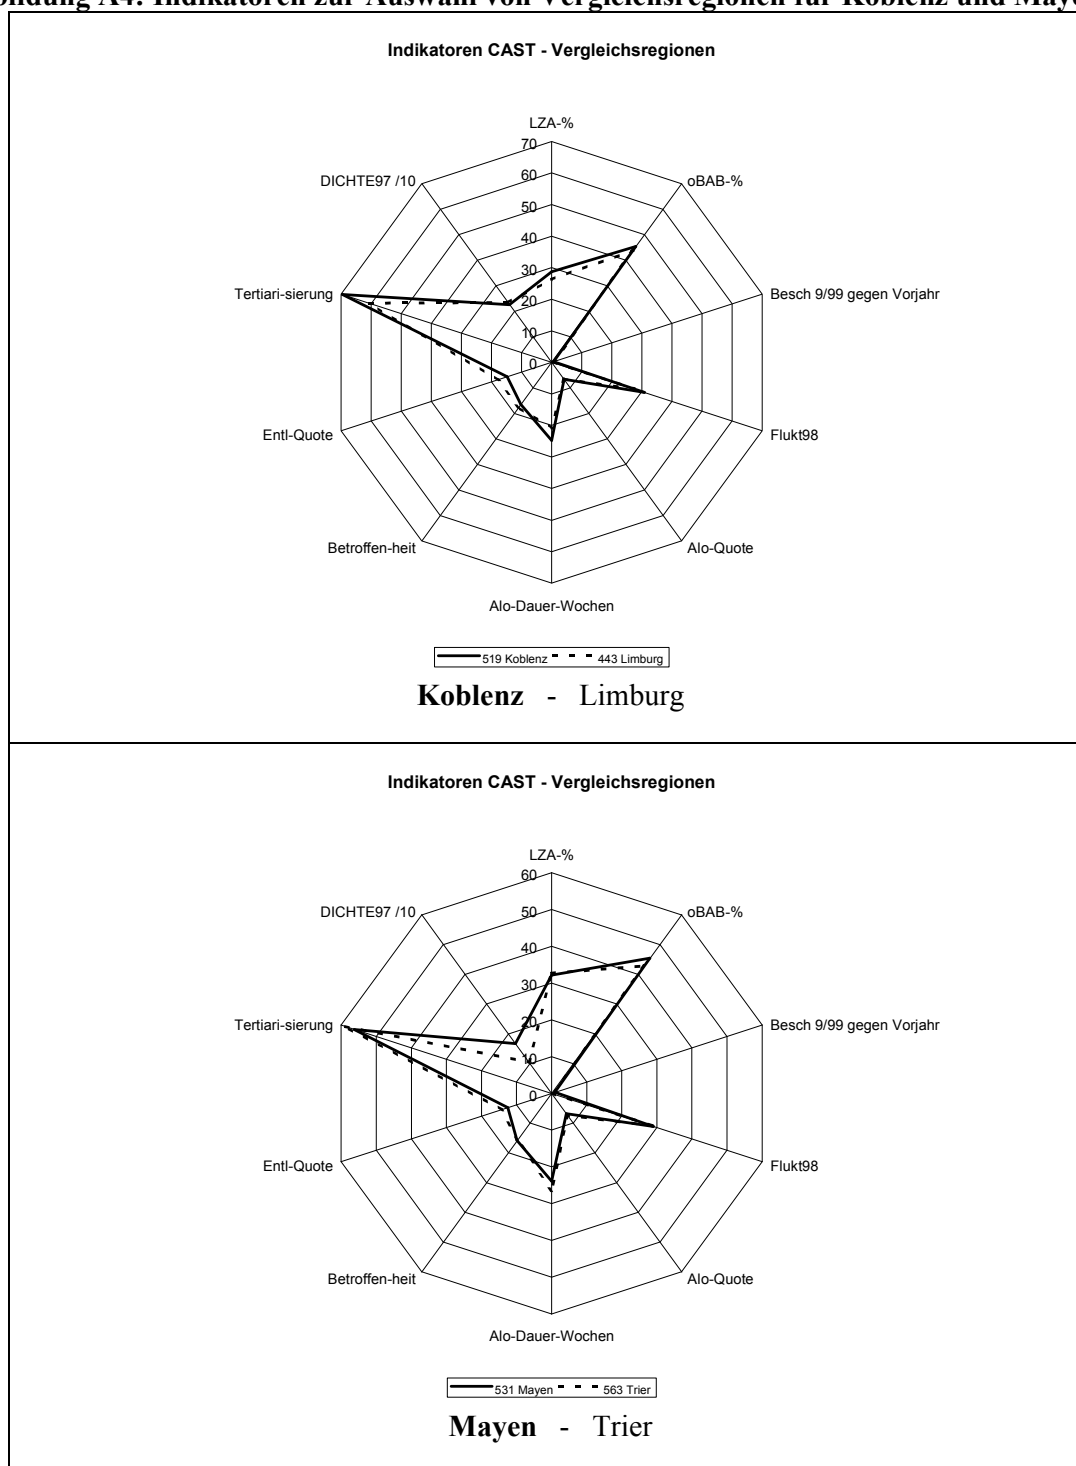 Indikatoren zur Auswahl von Vergleichsregionen für Koblenz und
Indikatoren CAST - Vergleichsregionen
LZA-%
70
DICHTE97 /10
oBAB-%
60
50
40
30
Tertiari-sierung
Besch 9/99 gegen Vorjahr
20
10
0
Entl-Quote
Flukt98
Betroffen-heit
Alo-Quote
Alo-Dauer-Wochen
519 Koblenz 443 Limburg
Koblenz - Limburg
Indikatoren CAST - Vergleichsregionen
LZA-%
60
DICHTE97 /10
oBAB-%
50
40
30
Tertiari-sierung
Besch 9/99 gegen Vorjahr
20
10
0
Entl-Quote
Flukt98
Betroffen-heit
Alo-Quote
Alo-Dauer-Wochen
531 Mayen 563 Trier
Mayen - Trier